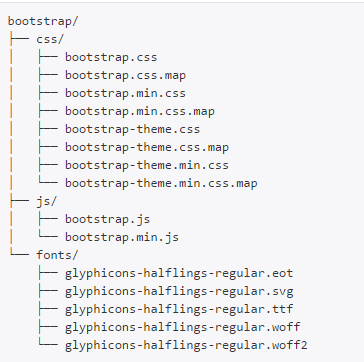 bootstrap/
├── css/
│   ├── bootstrap.css
│   ├── bootstrap.css.map
│   ├── bootstrap.min.css
│   ├── bootstrap.min.css.map
│   ├── bootstrap-theme.css
│   ├── bootstrap-theme.css.map
│   ├── bootstrap-theme.min.css
│   └── bootstrap-theme.min.css.map
├── js/
│   ├── bootstrap.js
│   └── bootstrap.min.js
└── fonts/
    ├── glyphicons-halflings-regular.eot
    ├── glyphicons-halflings-regular.svg
    ├── glyphicons-halflings-regular.ttf
    ├── glyphicons-halflings-regular.woff
    └── glyphicons-halflings-regular.woff2